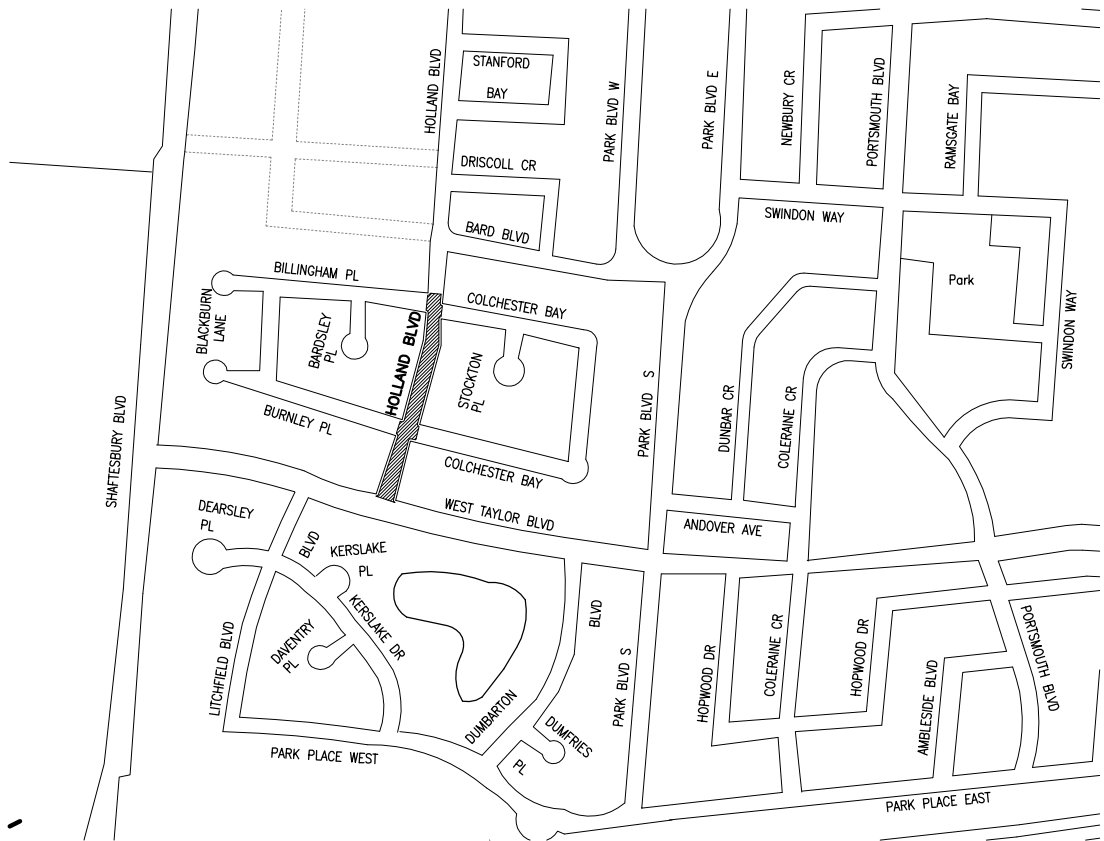 HOLLAND BLVD
STANFORD
BAY
PARK BLVD W
PARK BLVD E
NEWBURY CR
PORTSMOUTH BLVD
RAMSGATE BAY
DRISCOLL CR
SWINDON WAY
BARD BLVD
BILLINGHAM PL
Park
COLCHESTER BAY
BLACKBURN
LANE
BARDSLEY
PL
HOLLAND BLVD
STOCKTON
PL
SWINDON WAY
PARK BLVD S
DUNBAR CR
COLERAINE CR
BURNLEY PL
SHAFTESBURY BLVD
COLCHESTER BAY
DEARSLEY
PL
WEST TAYLOR BLVD
ANDOVER AVE
BLVD
KERSLAKE
PL
KERSLAKE DR
BLVD
DAVENTRY
PL
LITCHFIELD BLVD
PARK BLVD S
HOPWOOD DR
COLERAINE CR
HOPWOOD DR
AMBLESIDE BLVD
PORTSMOUTH BLVD
DUMBARTON
DUMFRIES
PL
PARK PLACE WEST
PARK PLACE EAST